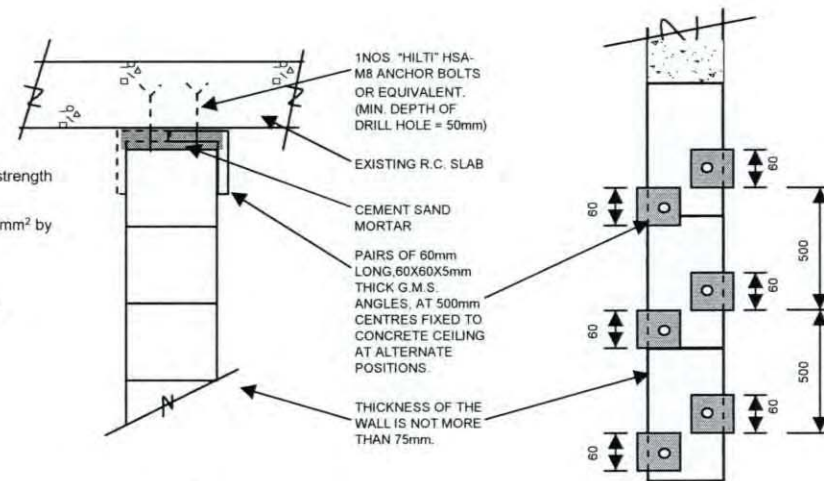 strength
mm² by
1NOS. "HILTI" HSA-
M8 ANCHOR BOLTS
OR EQUIVALENT.
(MIN. DEPTH OF
DRILL HOLE = 50mm)
EXISTING R.C. SLAB
CEMENT SAND
MORTAR
PAIRS OF 60mm
LONG,60X60X5mm
THICK G.M.S.
ANGLES, AT 500mm
CENTRES FIXED TO
CONCRETE CEILING
AT ALTERNATE
POSITIONS.
THICKNESS OF THE
WALL IS NOT MORE
THAN 75mm.
60
60
500
60
60
500
60
60